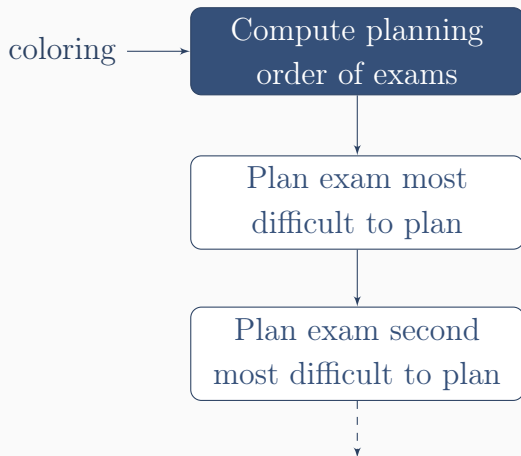 coloring
Compute planning
order of exams
Plan exam most
difficult to plan
Plan exam second
most difficult to plan